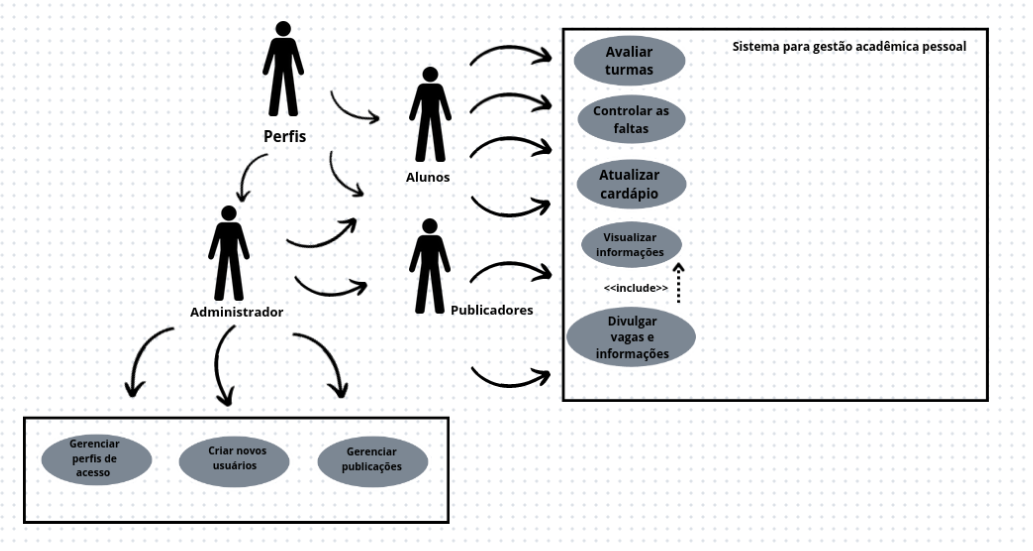 Sistema para gestão acadêmica pessoal
Perfis
Alunos
Administrador
Publicadores
Avaliar
turmas
Controlar as
faltas
Atualizar
cardápio
Visualizar
informações
<<include>>
Divulgar
vagas e
informações
Gerenciar
perfis de
acesso
Criar novos
usuários
Gerenciar
publicações